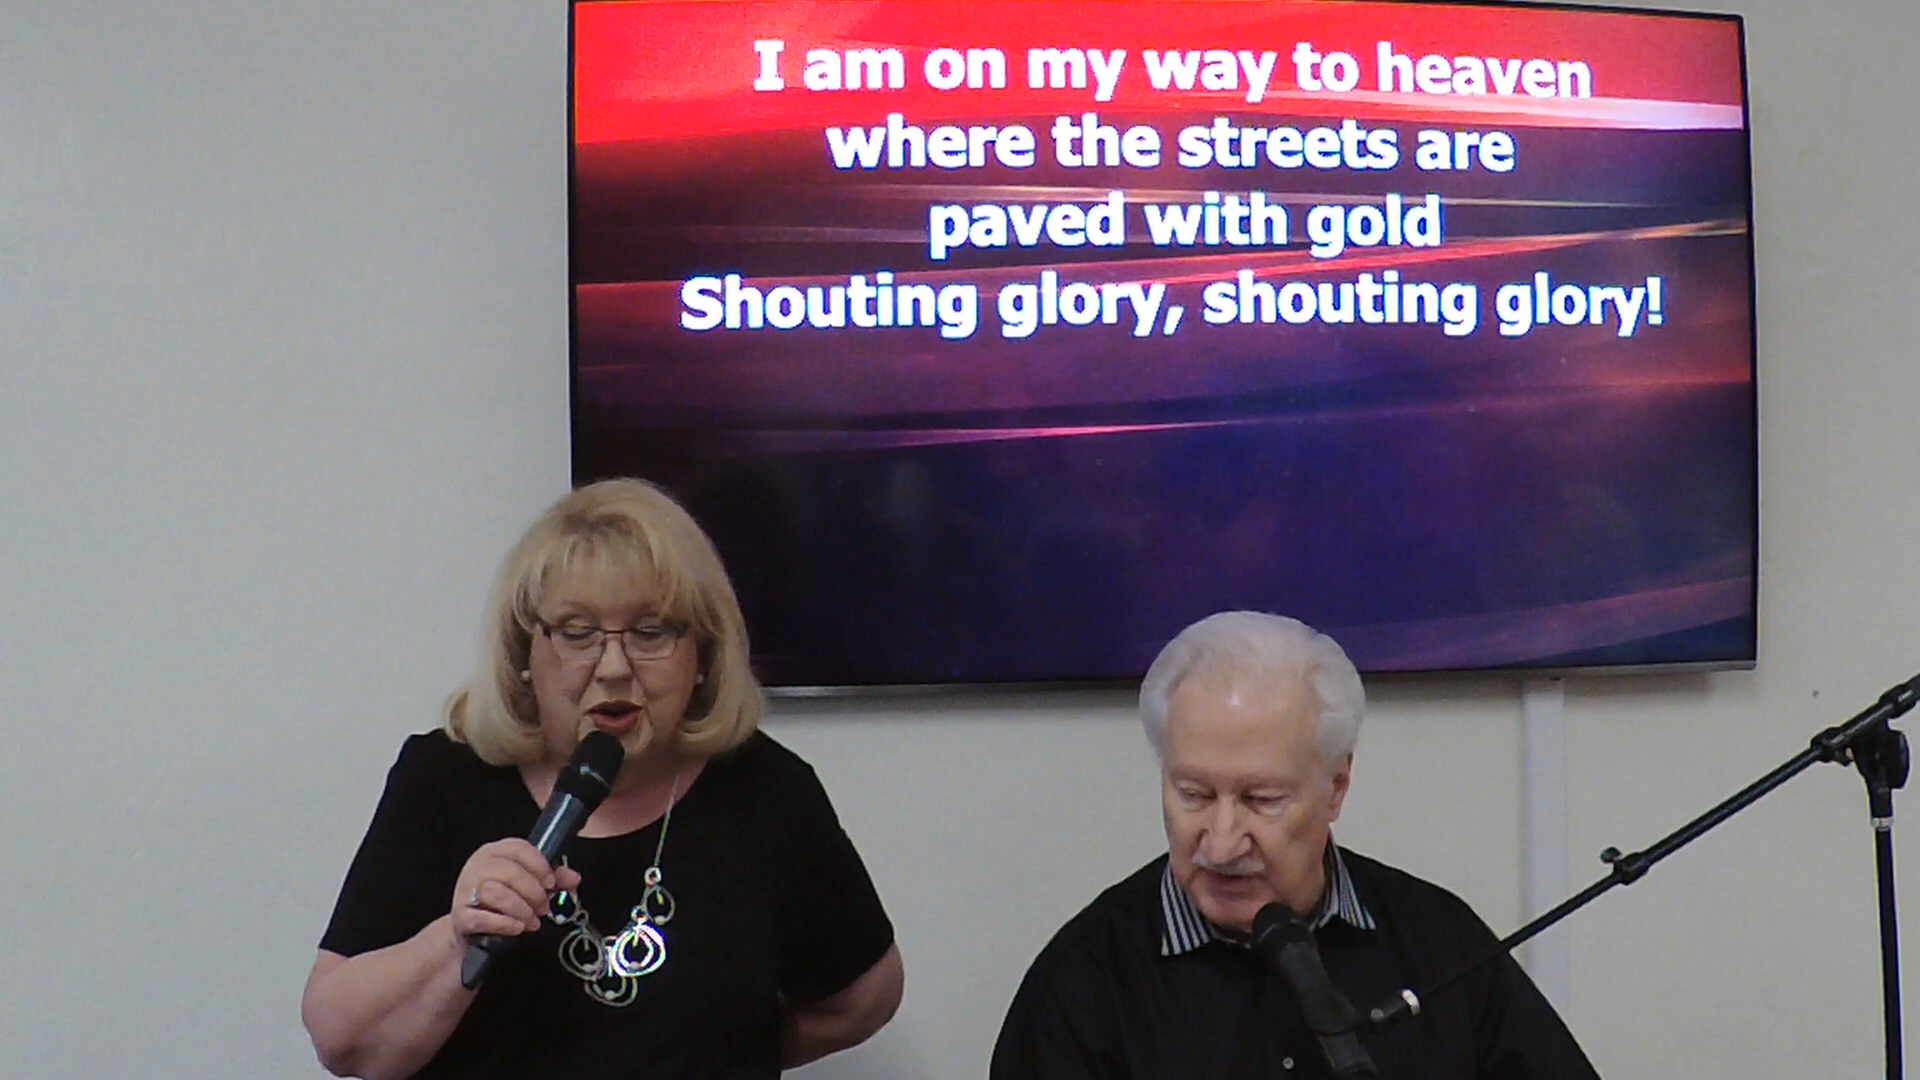 I am on my way to heaven
where the streets are
paved with gold
Shouting glory, shouting glory!